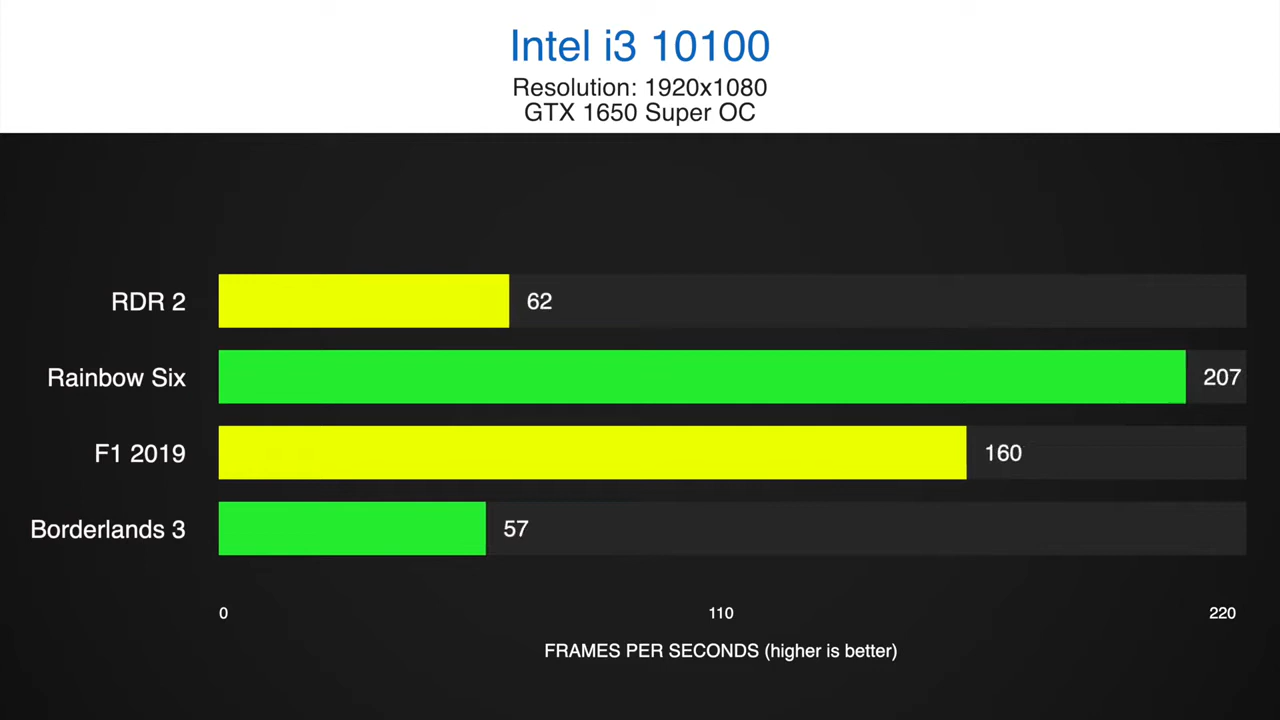 Intel i3 10100
Resolution: 1920x1080
GTX 1650 Super OC
RDR 2 62
Rainbow Six 207
F1 2019 160
Borderlands 3 57
0 110 220
FRAMES PER SECONDS (higher is better)